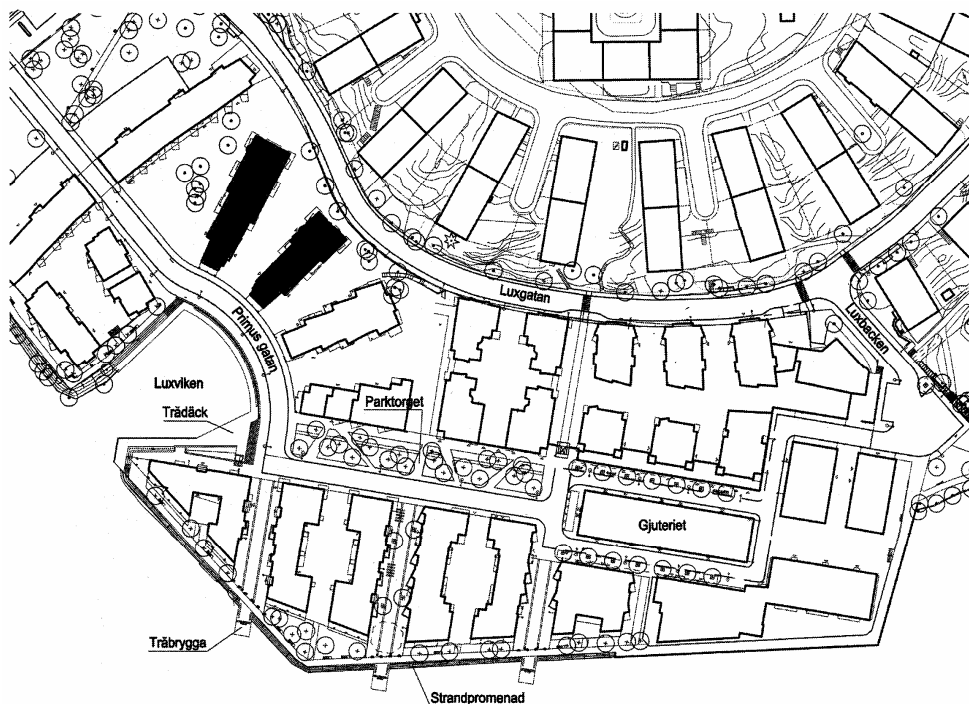 Luxgatan
Luxbacken
Primus gatan
Luxviken
Trädäck
Parktorget
Gjuteriet
Träbrygga
Strandpromenad